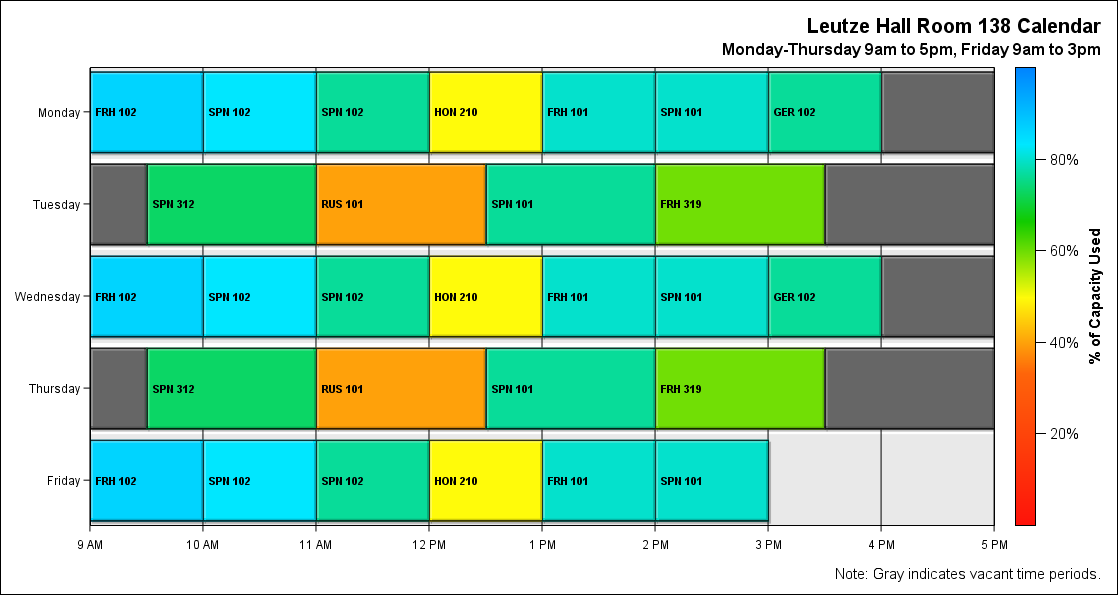 Leutze Hall Room 138 Calendar
Monday-Thursday 9am to 5pm, Friday 9am to 3pm
Monday
FRH 102
SPN 102
SPN 102
HON 210
FRH 101
SPN 101
GER 102
Tuesday
SPN 312
RUS 101
SPN 101
FRH 319
Wednesday
FRH 102
SPN 102
SPN 102
HON 210
FRH 101
SPN 101
GER 102
Thursday
SPN 312
RUS 101
SPN 101
FRH 319
Friday
FRH 102
SPN 102
SPN 102
HON 210
FRH 101
SPN 101
9 AM
10 AM
11 AM
12 PM
1 PM
2 PM
3 PM
4 PM
5 PM
80%
60%
40%
20%
% of Capacity Used
Note: Gray indicates vacant time periods.